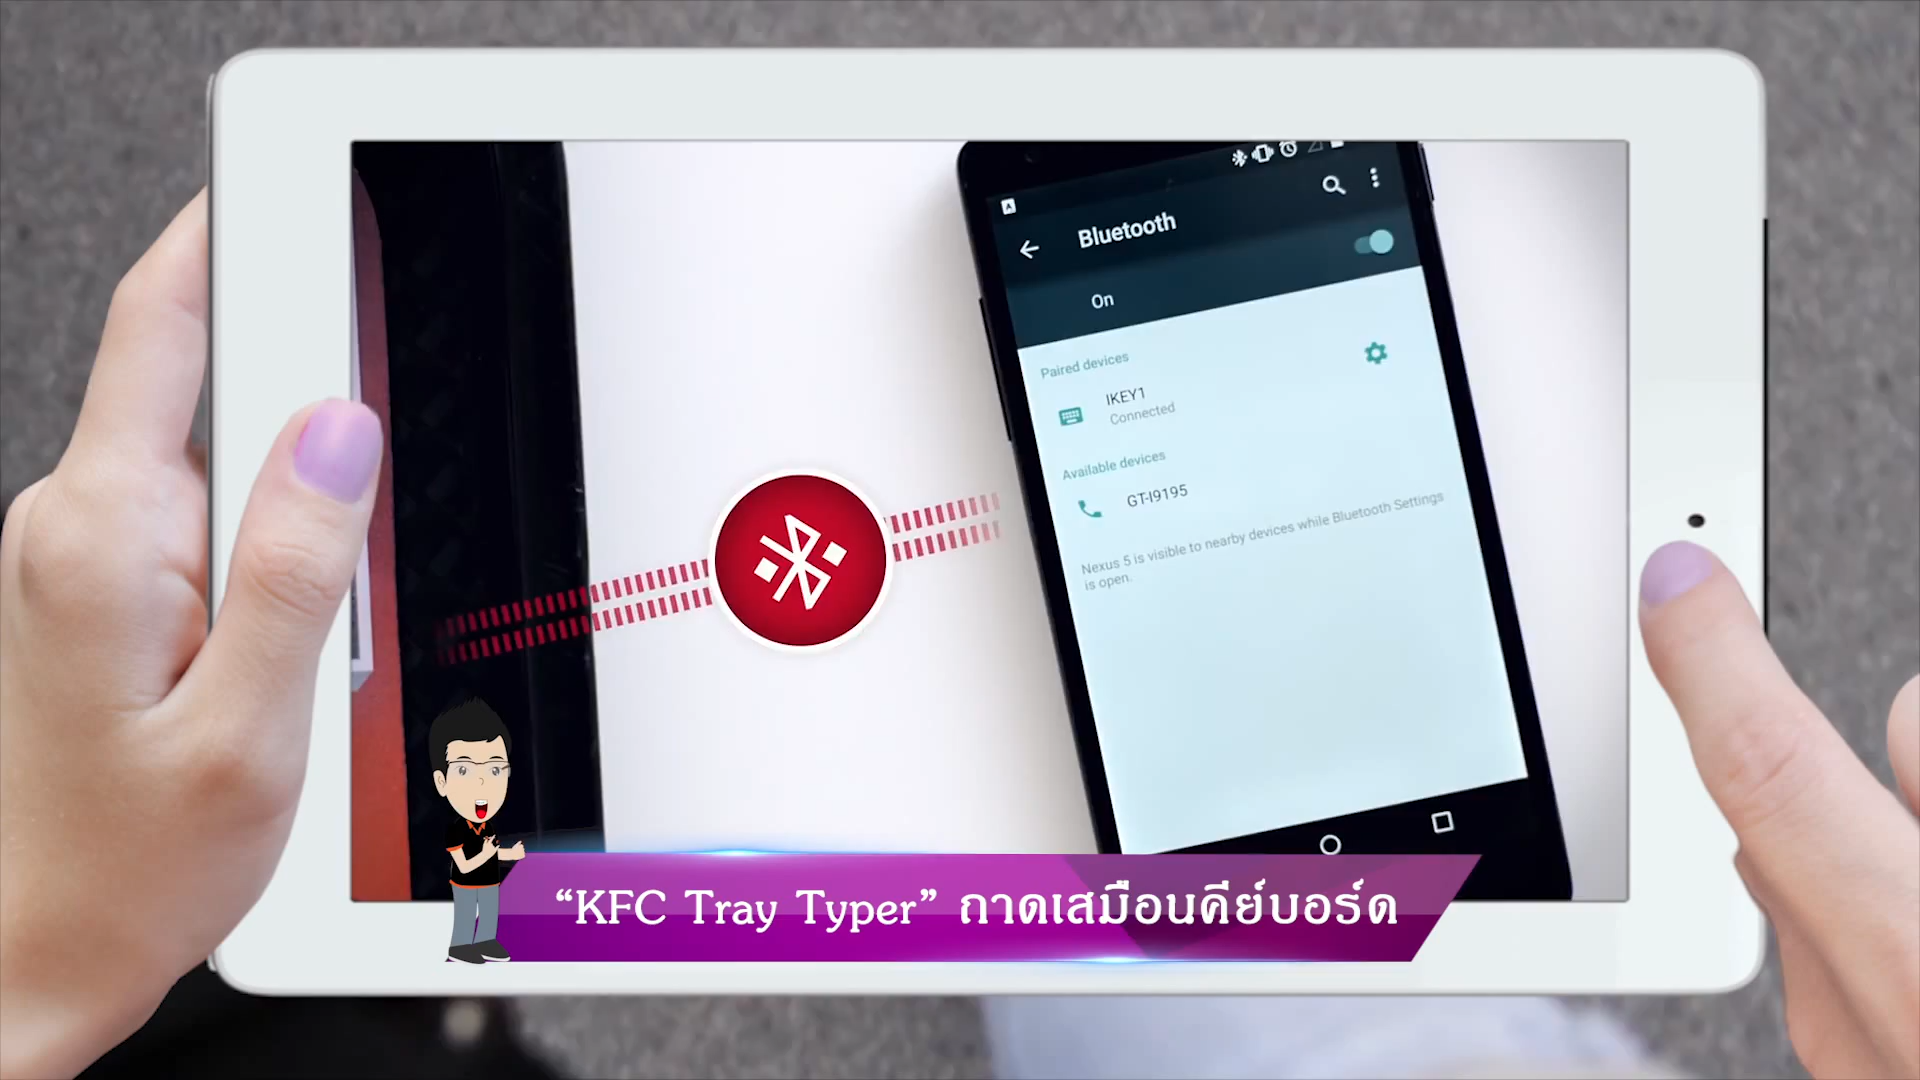 Bluetooth
On
Paired devices
IKEY1
Connected
Available devices
GT-I9195
Nexus 5 is visible to nearby devices while Bluetooth Settings
is open.
“KFC Tray Typer” ถาดเสมือนคีย์บอร์ด